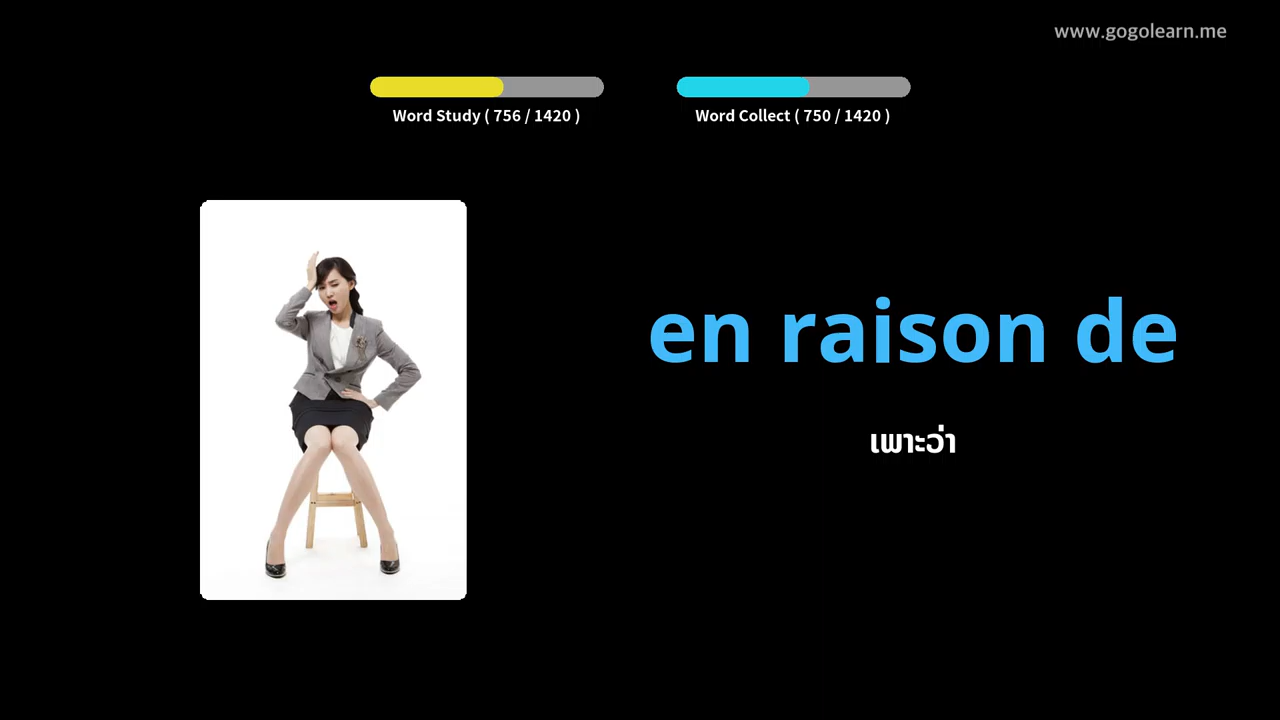 www.gogolearn.me
Word Study ( 756 / 1420 )
Word Collect ( 750 / 1420 )
en raison de
เพาะว่า